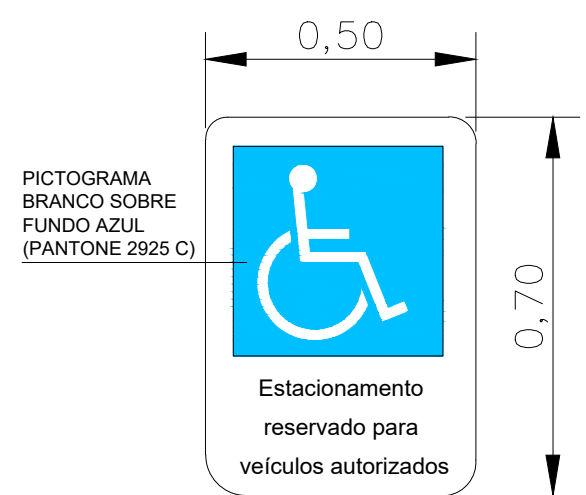 0,50
PICTOGRAMA
BRANCO SOBRE
FUNDO AZUL
(PANTONE 2925 C)
0,70
Estacionamento
reservado para
veículos autorizados